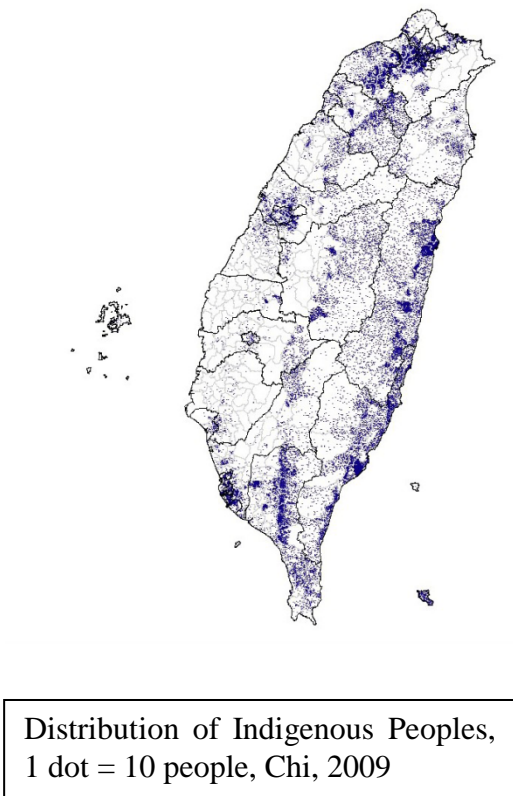 Distribution of Indigenous Peoples,
1 dot = 10 people, Chi, 2009